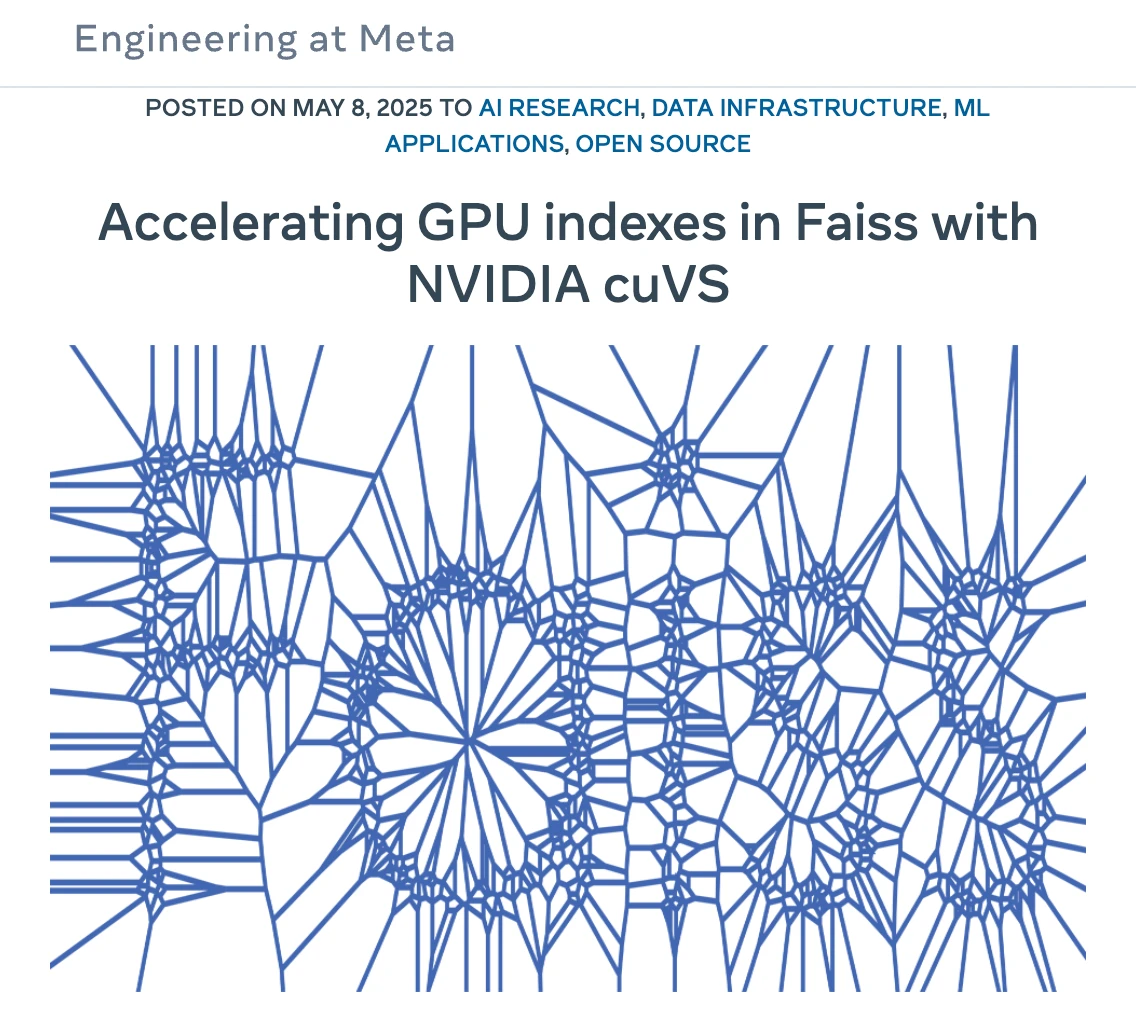 Engineering at Meta
POSTED ON MAY 8, 2025 TO AI RESEARCH, DATA INFRASTRUCTURE, ML
APPLICATIONS, OPEN SOURCE
Accelerating GPU indexes in Faiss with
NVIDIA cuVS
Faiss